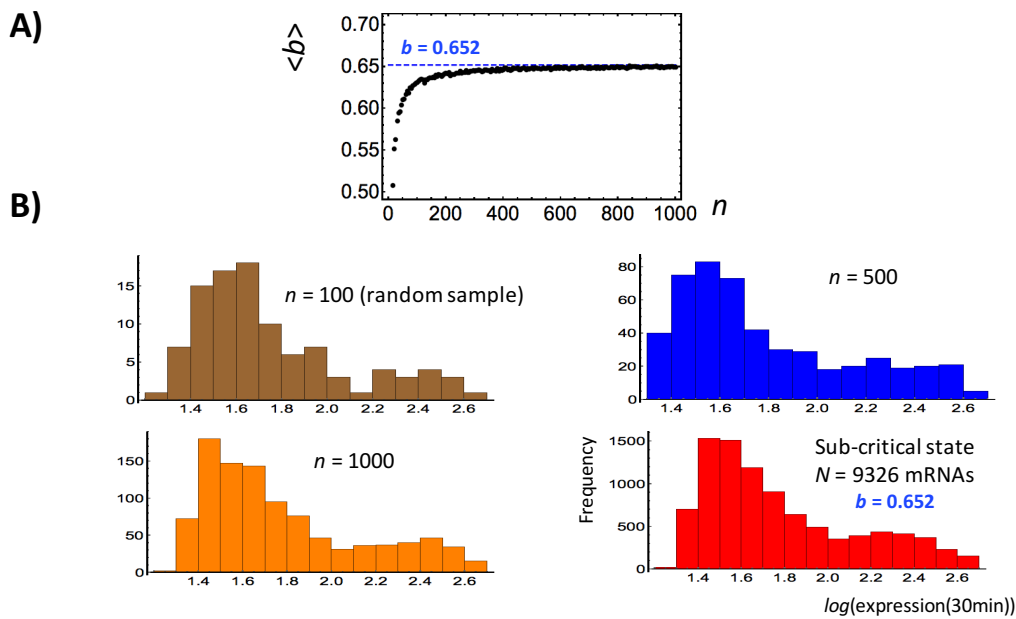 A)
<b>
0.70
0.65
0.60
0.55
0.50
b = 0.652
0 200 400 600 800 1000 n
B)
15
10
5
0
n = 100 (random sample)
1.4 1.6 1.8 2.0 2.2 2.4 2.6
80
60
40
20
0
n = 500
1.4 1.6 1.8 2.0 2.2 2.4 2.6
150
100
50
0
n = 1000
1.4 1.6 1.8 2.0 2.2 2.4 2.6
Frequency
1500
1000
500
0
Sub-critical state
N = 9326 mRNAs
b = 0.652
1.4 1.6 1.8 2.0 2.2 2.4 2.6
log(expression(30min))